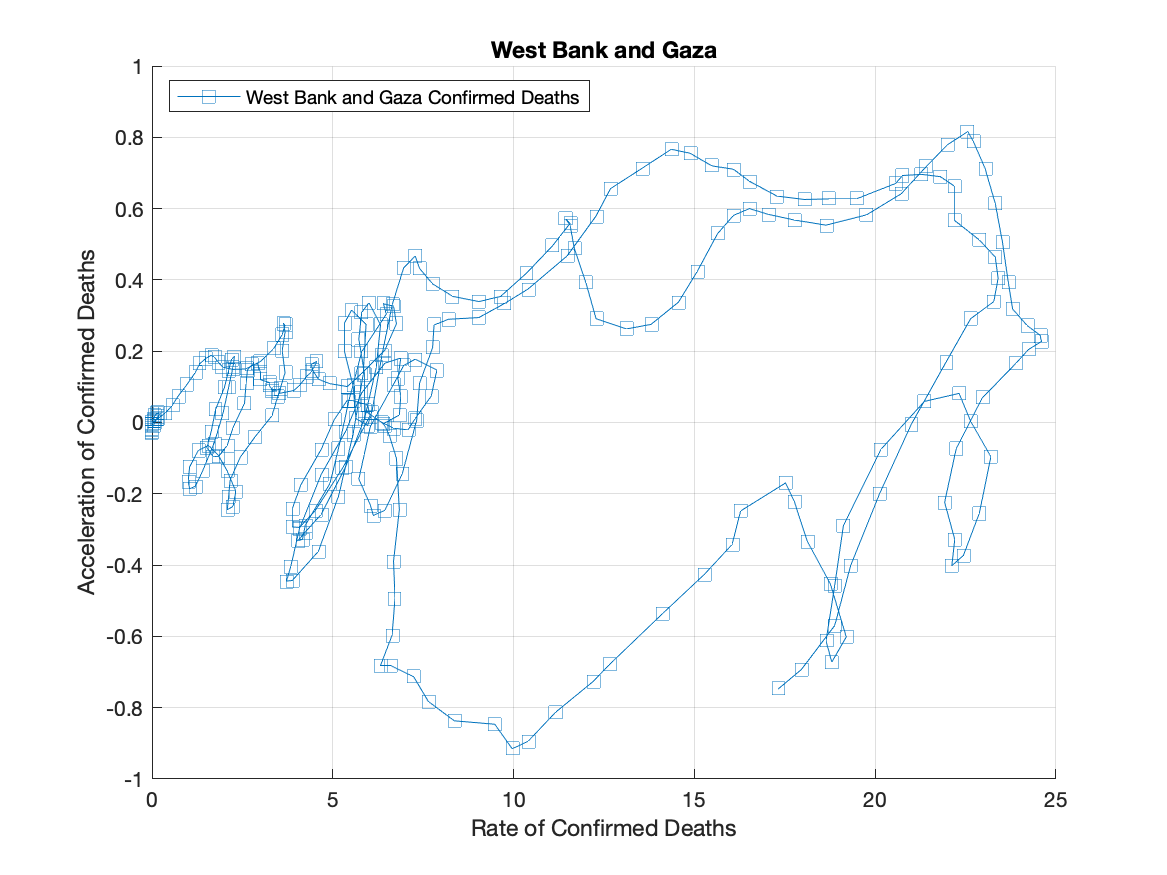 West Bank and Gaza
1
West Bank and Gaza Confirmed Deaths
0.8
0.6
0.4
0.2
0
-0.2
-0.4
-0.6
-0.8
-1
Acceleration of Confirmed Deaths
0 5 10 15 20 25
Rate of Confirmed Deaths